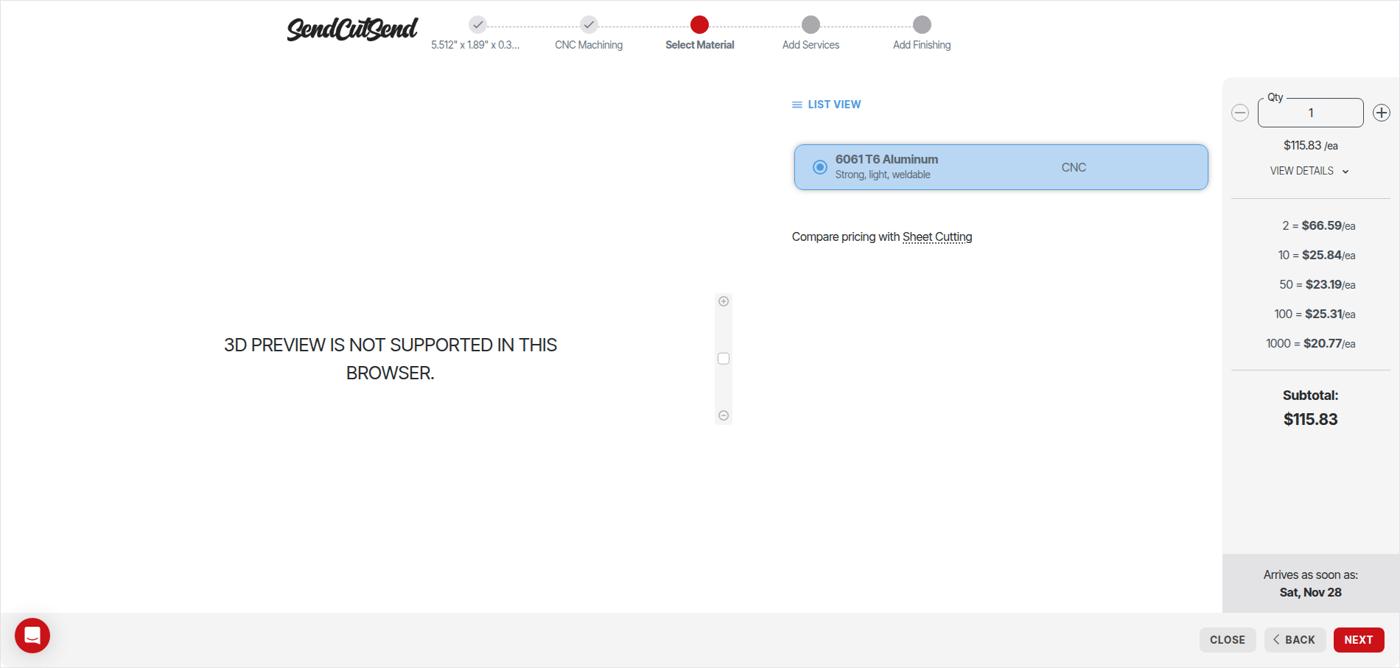 SendCutSend
5.512" x 1.89" x 0.3...
CNC Machining
Select Material
Add Services
Add Finishing
LIST VIEW
6061 T6 Aluminum
Strong, light, weldable
CNC
Compare pricing with Sheet Cutting
3D PREVIEW IS NOT SUPPORTED IN THIS
BROWSER.
Qty
1
$115.83 /ea
VIEW DETAILS
2 = $66.59/ea
10 = $25.84/ea
50 = $23.19/ea
100 = $25.31/ea
1000 = $20.77/ea
Subtotal:
$115.83
Arrives as soon as:
Sat, Nov 28
CLOSE
BACK
NEXT